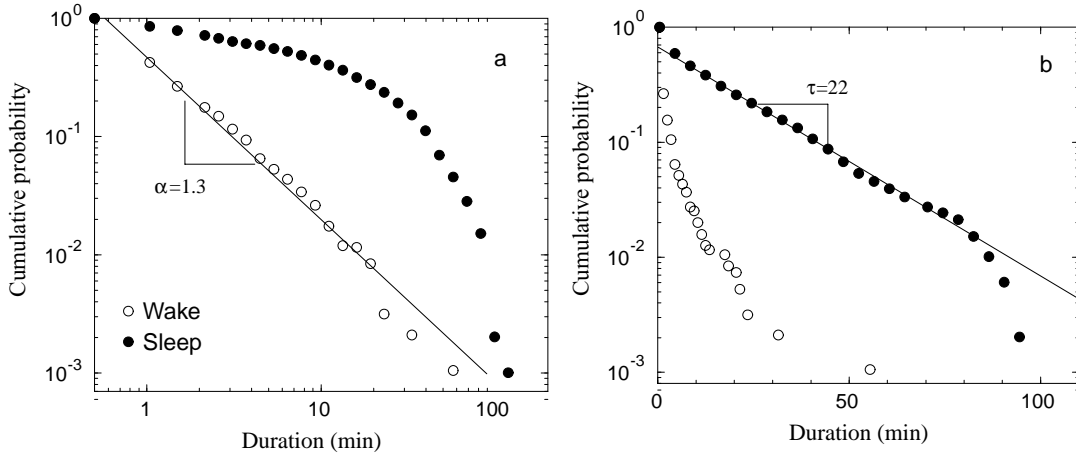 a
Cumulative probability
10^0
10^-1
10^-2
10^-3
α=1.3
Wake
Sleep
1
10
100
Duration (min)
b
Cumulative probability
10^0
10^-1
10^-2
10^-3
τ=22
0
50
100
Duration (min)